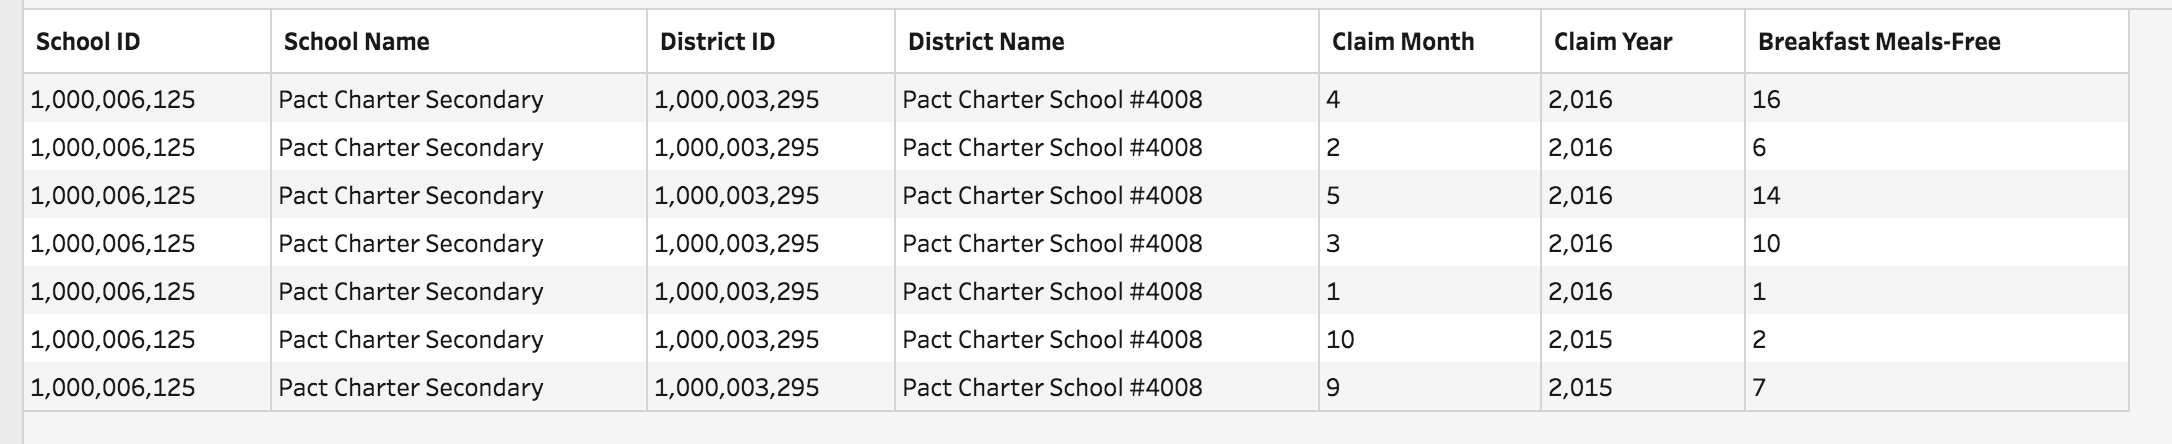 School ID School Name District ID District Name Claim Month Claim Year Breakfast Meals-Free
1,000,006,125 Pact Charter Secondary 1,000,003,295 Pact Charter School #4008 4 2,016 16
1,000,006,125 Pact Charter Secondary 1,000,003,295 Pact Charter School #4008 2 2,016 6
1,000,006,125 Pact Charter Secondary 1,000,003,295 Pact Charter School #4008 5 2,016 14
1,000,006,125 Pact Charter Secondary 1,000,003,295 Pact Charter School #4008 3 2,016 10
1,000,006,125 Pact Charter Secondary 1,000,003,295 Pact Charter School #4008 1 2,016 1
1,000,006,125 Pact Charter Secondary 1,000,003,295 Pact Charter School #4008 10 2,015 2
1,000,006,125 Pact Charter Secondary 1,000,003,295 Pact Charter School #4008 9 2,015 7